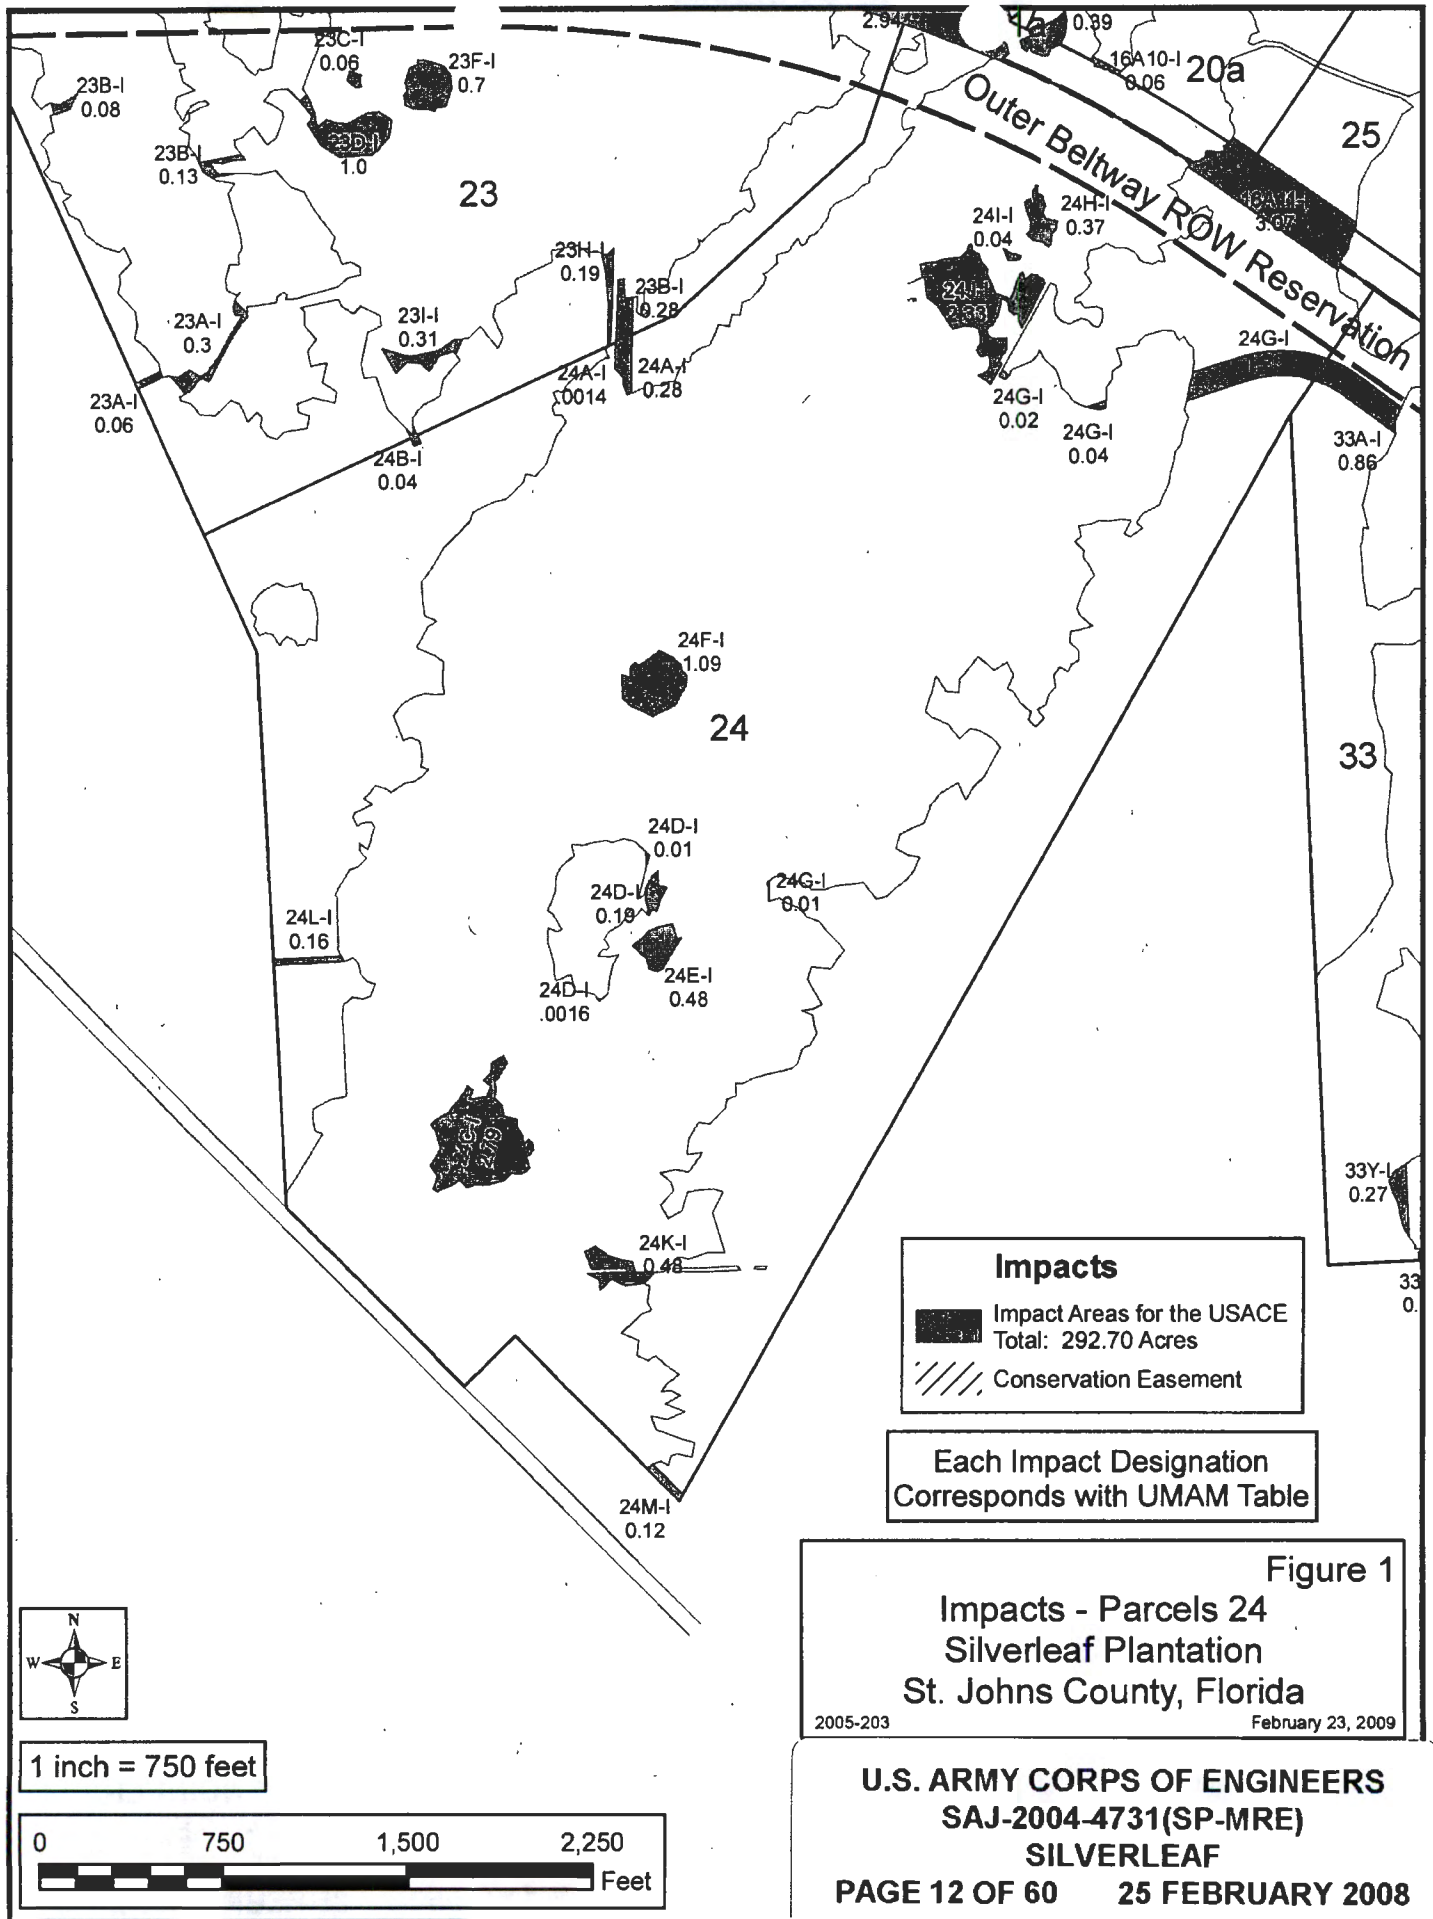 23C-I
0.06
23F-I
0.7
23B-I
0.08
23D-I
1.0
23B-I
0.13
23
0.39
16A10-I
0.06
20a
25
Outer Beltway ROW Reservation
3.07
24I-I
0.04
24H-I
0.37
23H-I
0.19
23B-I
0.28
23A-I
0.3
23I-I
0.31
24G-I
24A-I
.0014
24A-I
0.28
23A-I
0.06
24G-I
0.02
24G-I
0.04
33A-I
0.86
24B-I
0.04
24F-I
1.09
24
33
24D-I
0.01
24D-I
0.19
24G-I
0.01
24L-I
0.16
24E-I
0.48
24D-I
.0016
24C-I
2.79
33Y-I
0.27
24K-I
0.48
33
0.
Impacts
Impact Areas for the USACE
Total: 292.70 Acres
Conservation Easement
Each Impact Designation
Corresponds with UMAM Table
24M-I
0.12
Figure 1
Impacts - Parcels 24
Silverleaf Plantation
St. Johns County, Florida
2005-203
February 23, 2009
N
W E
S
1 inch = 750 feet
0 750 1,500 2,250
Feet
U.S. ARMY CORPS OF ENGINEERS
SAJ-2004-4731(SP-MRE)
SILVERLEAF
PAGE 12 OF 60 25 FEBRUARY 2008